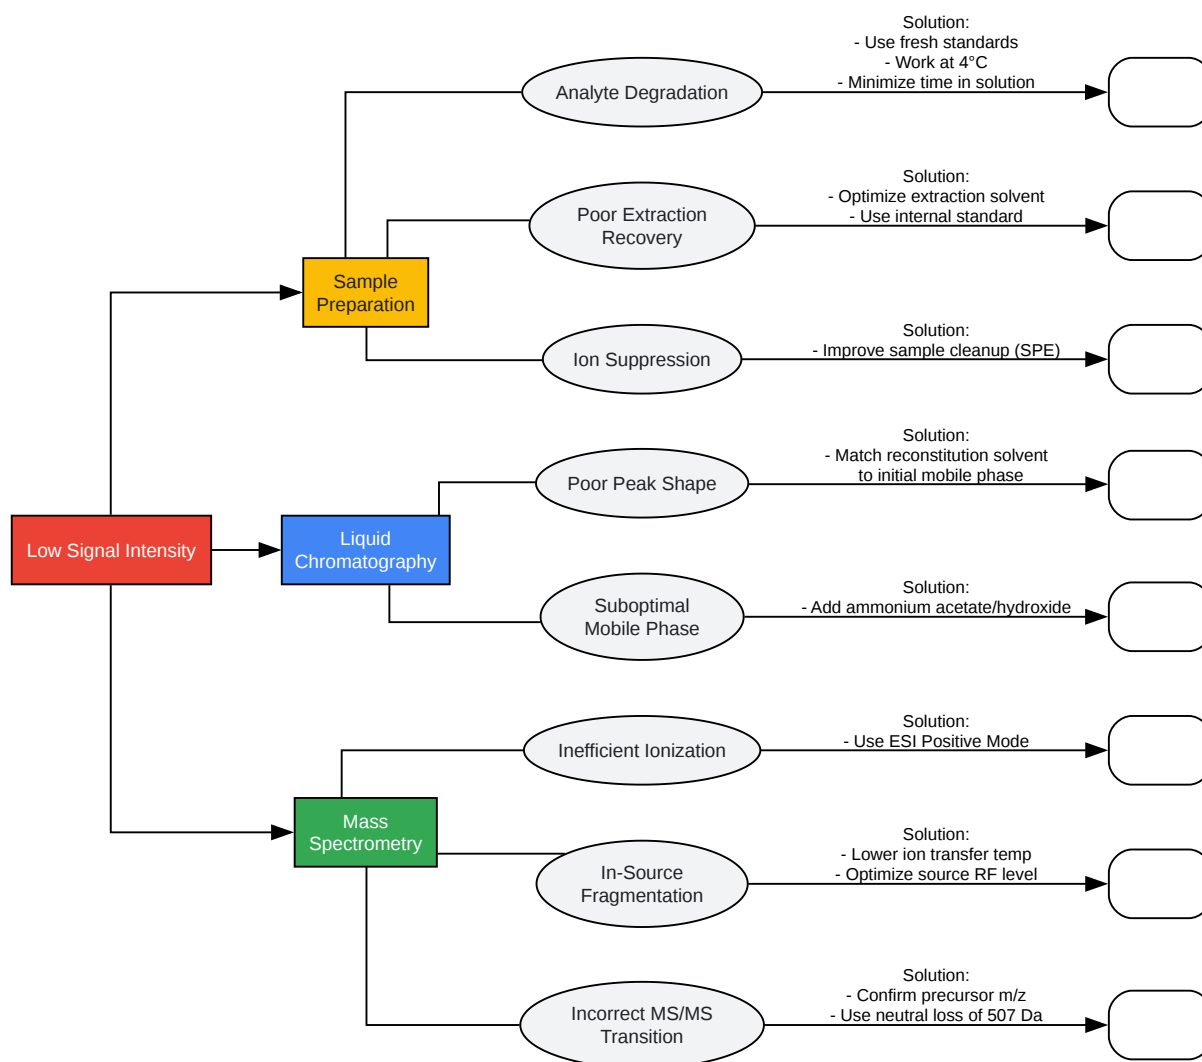 Solution:
- Use fresh standards
- Work at 4°C
- Minimize time in solution
Analyte Degradation
Solution:
- Optimize extraction solvent
- Use internal standard
Poor Extraction
Recovery
Sample
Preparation
Solution:
- Improve sample cleanup (SPE)
Ion Suppression
Solution:
- Match reconstitution solvent
to initial mobile phase
Poor Peak Shape
Low Signal Intensity
Liquid
Chromatography
Solution:
- Add ammonium acetate/hydroxide
Suboptimal
Mobile Phase
Solution:
- Use ESI Positive Mode
Inefficient Ionization
Mass
Spectrometry
Solution:
- Lower ion transfer temp
- Optimize source RF level
In-Source
Fragmentation
Solution:
- Confirm precursor m/z
- Use neutral loss of 507 Da
Incorrect MS/MS
Transition